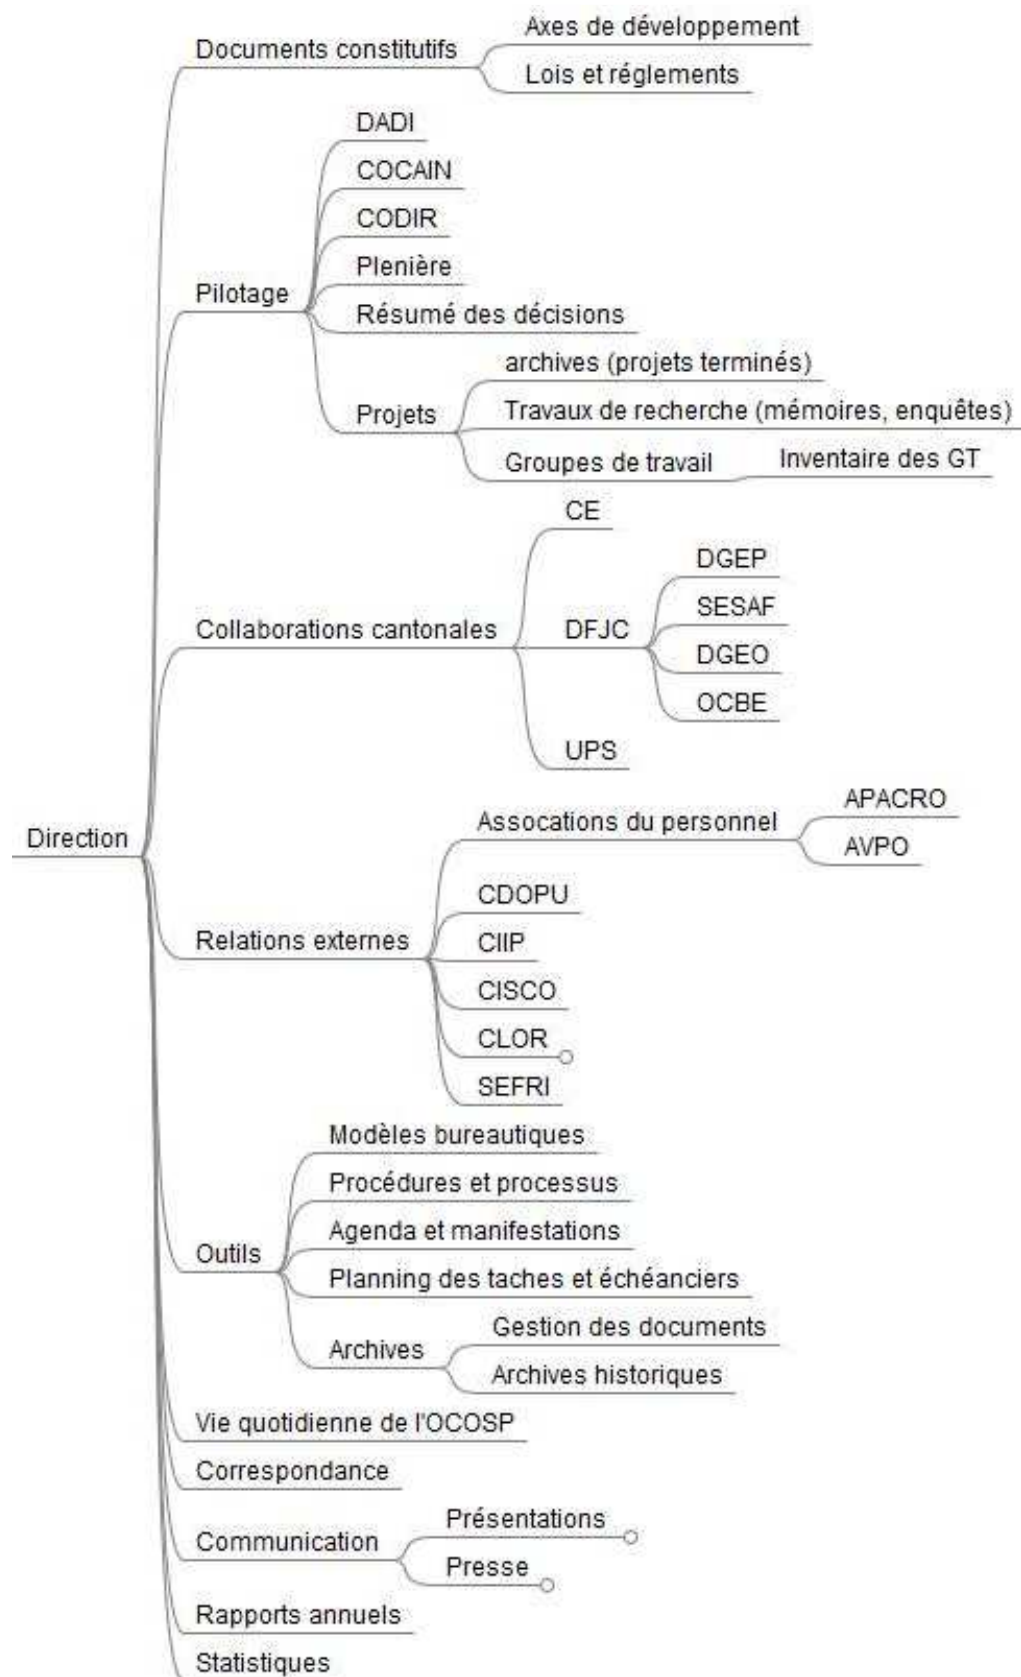 Axes de développement
Documents constitutifs
Lois et réglements
DADI
COCAIN
CODIR
Plenière
Pilotage
Résumé des décisions
archives (projets terminés)
Projets
Travaux de recherche (mémoires, enquêtes)
Groupes de travail
Inventaire des GT
CE
DGEP
SESAF
Collaborations cantonales
DFJC
DGEO
OCBE
UPS
APACRO
Assocations du personnel
Direction
AVPO
CDOPU
Relations externes
CIIP
CISCO
CLOR
SEFRI
Modèles bureautiques
Procédures et processus
Agenda et manifestations
Outils
Planning des taches et échéanciers
Gestion des documents
Archives
Archives historiques
Vie quotidienne de l'OCOSP
Correspondance
Présentations
Communication
Presse
Rapports annuels
Statistiques